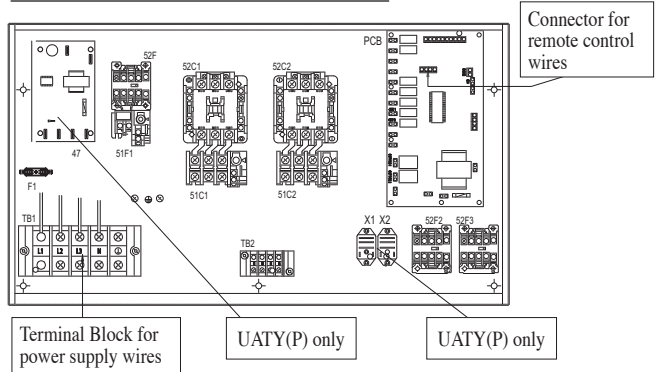 Connector for
remote control
wires
PCB
52F
52C1
52C2
47
51F1
51C1
51C2
F1
TB1
L1 L2 L3 N
TB2
X1 X2
52F2 52F3
Terminal Block for
power supply wires
UATY(P) only
UATY(P) only